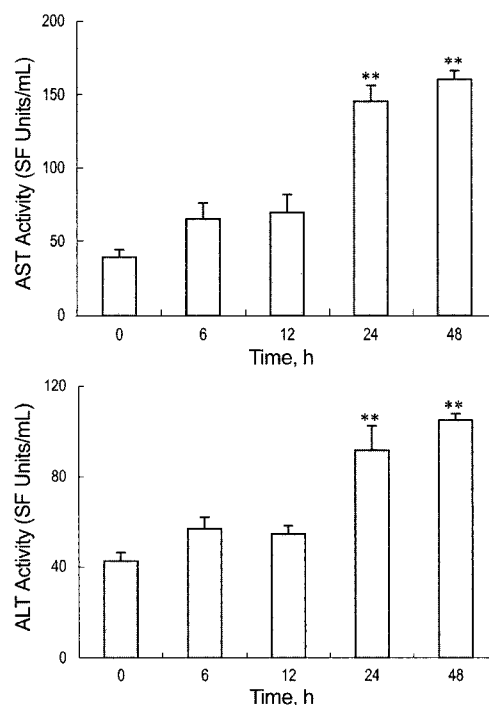 AST Activity (SF Units/mL)
200
150
100
50
0
**
**
0 6 12 24 48
Time, h
ALT Activity (SF Units/mL)
120
80
40
0
**
**
0 6 12 24 48
Time, h